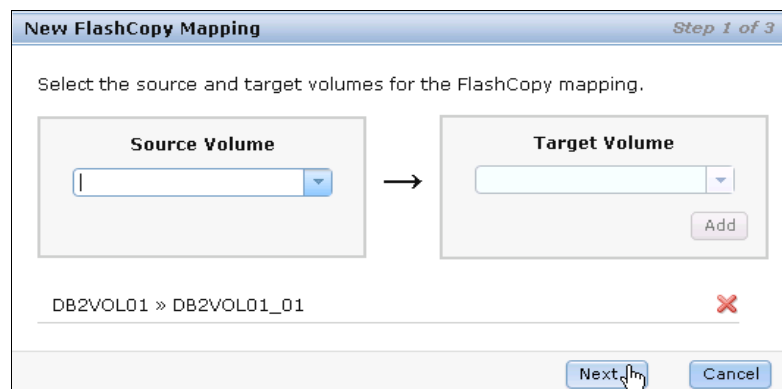 New FlashCopy Mapping Step 1 of 3
Select the source and target volumes for the FlashCopy mapping.
Source Volume
Target Volume
Add
DB2VOL01 » DB2VOL01_01
Next
Cancel